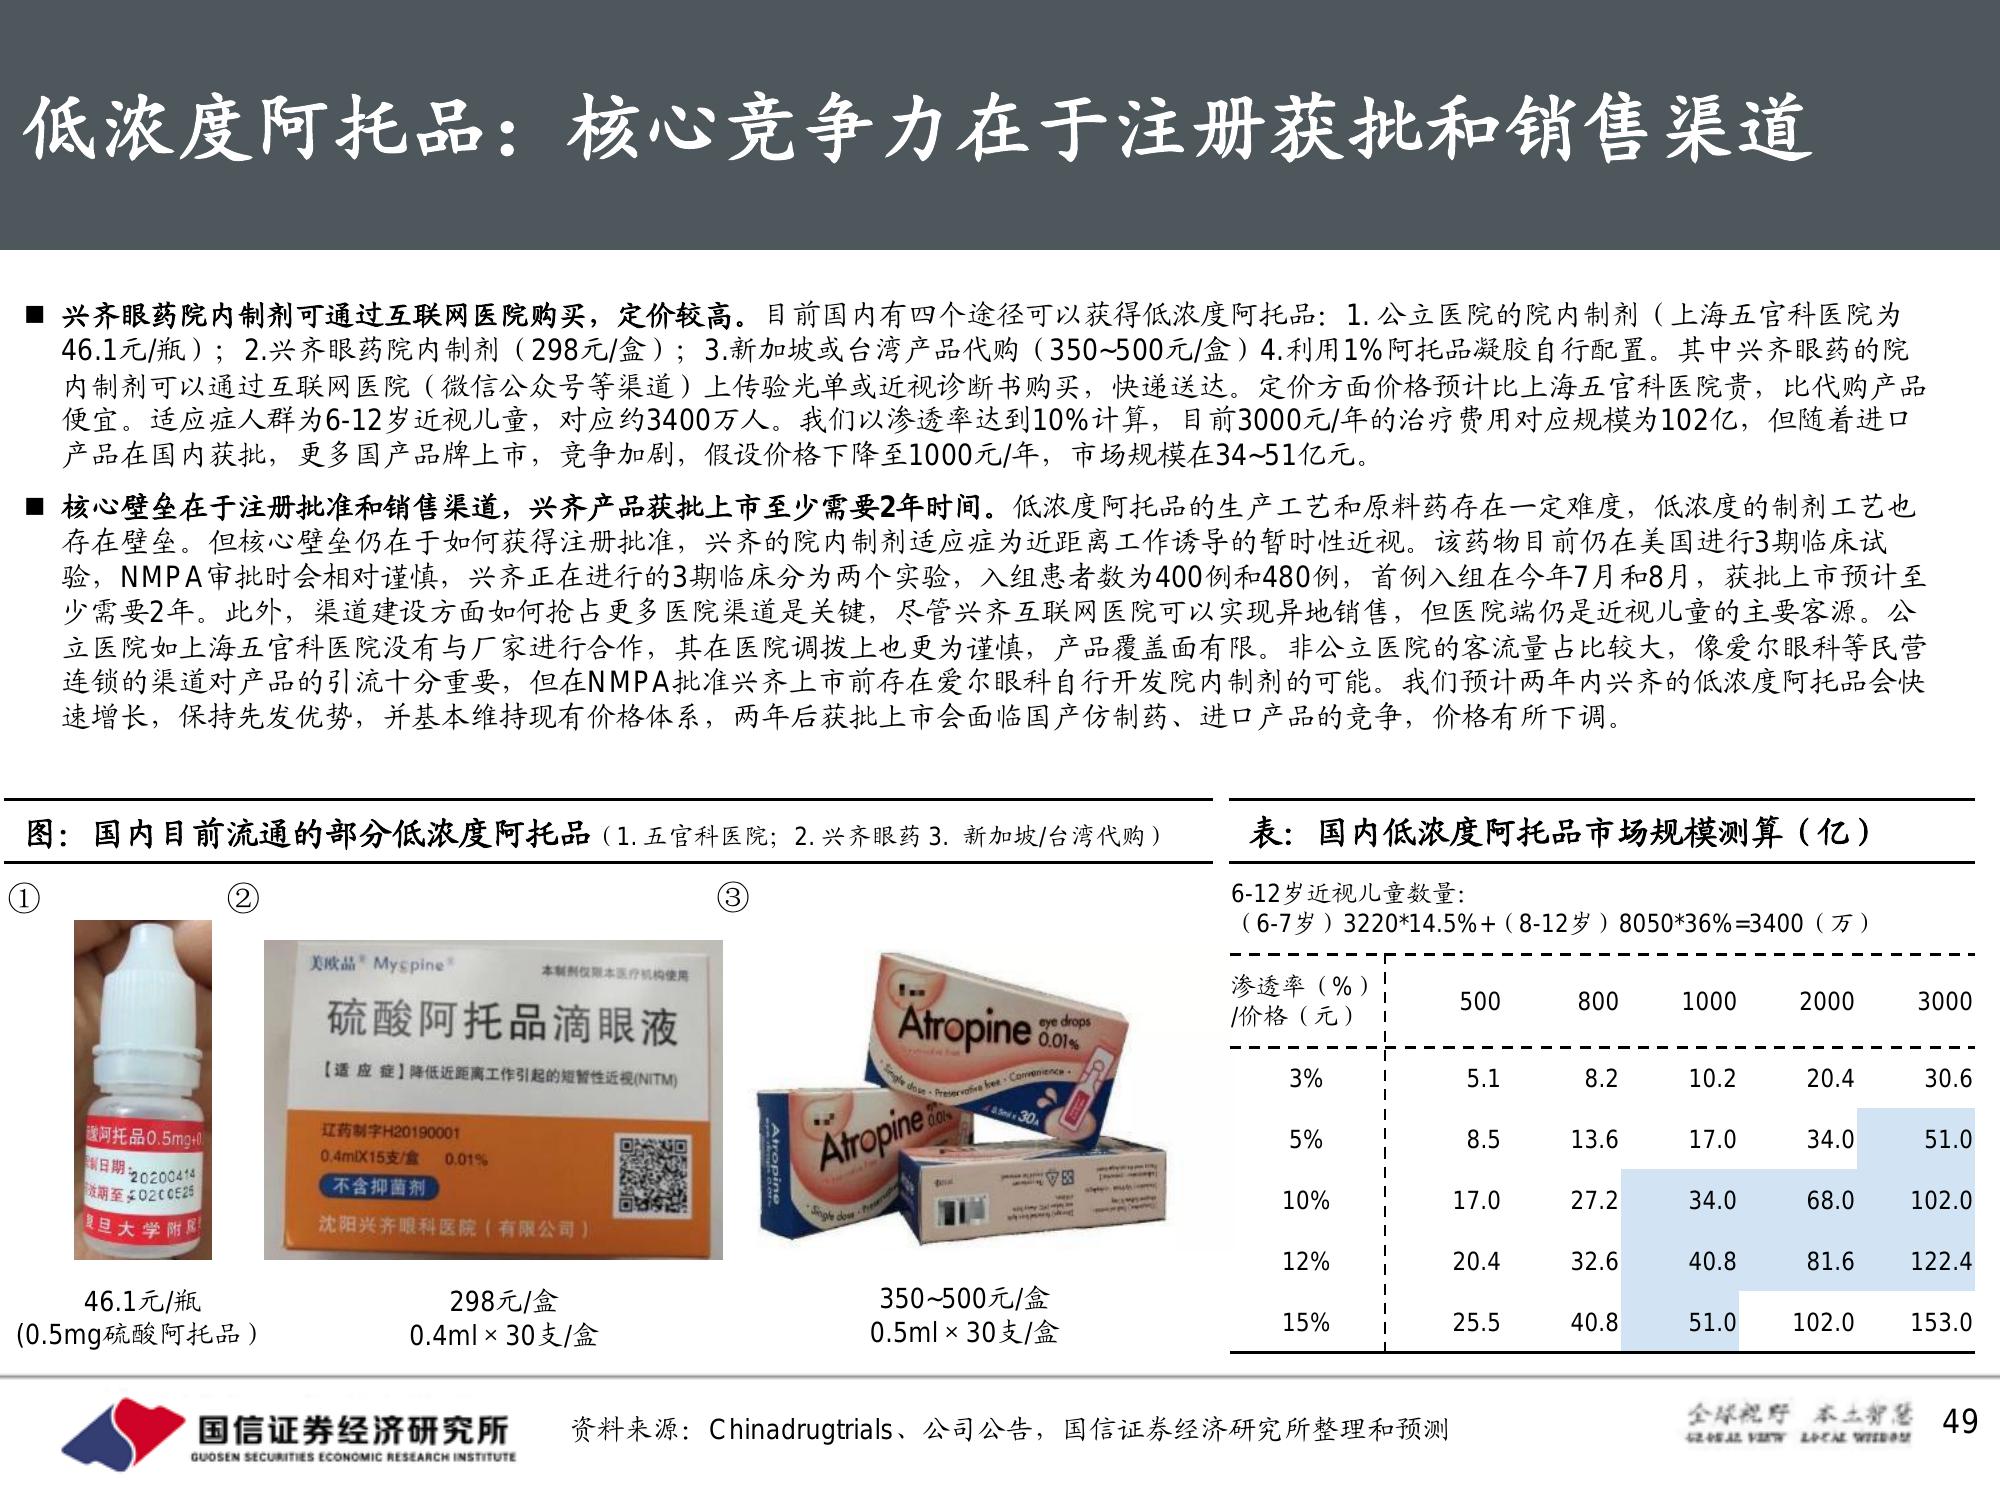 低浓度阿托品：核心竞争力在于注册获批和销售渠道
■ 兴齐眼药院内制剂可通过互联网医院购买，定价较高。目前国内有四个途径可以获得低浓度阿托品：1. 公立医院的院内制剂（上海五官科医院为
46.1元/瓶）；2.兴齐眼药院内制剂（298元/盒）；3.新加坡或台湾产品代购（350~500元/盒）4.利用1%阿托品凝胶自行配置。其中兴齐眼药的院
内制剂可以通过互联网医院（微信公众号等渠道）上传验光单或近视诊断书购买，快递送达。定价方面价格预计比上海五官科医院贵，比代购产品
便宜。适应症人群为6-12岁近视儿童，对应约3400万人。我们以渗透率达到10%计算，目前3000元/年的治疗费用对应规模为102亿，但随着进口
产品在国内获批，更多国产品牌上市，竞争加剧，假设价格下降至1000元/年，市场规模在34~51亿元。
■ 核心壁垒在于注册批准和销售渠道，兴齐产品获批上市至少需要2年时间。低浓度阿托品的生产工艺和原料药存在一定难度，低浓度的制剂工艺也
存在壁垒。但核心壁垒仍在于如何获得注册批准，兴齐的院内制剂适应症为近距离工作诱导的暂时性近视。该药物目前仍在美国进行3期临床试
验，NMPA审批时会相对谨慎，兴齐正在进行的3期临床分为两个实验，入组患者数为400例和480例，首例入组在今年7月和8月，获批上市预计至
少需要2年。此外，渠道建设方面如何抢占更多医院渠道是关键，尽管兴齐互联网医院可以实现异地销售，但医院端仍是近视儿童的主要客源。公
立医院如上海五官科医院没有与厂家进行合作，其在医院调拨上也更为谨慎，产品覆盖面有限。非公立医院的客流量占比较大，像爱尔眼科等民营
连锁的渠道对产品的引流十分重要，但在NMPA批准兴齐上市前存在爱尔眼科自行开发院内制剂的可能。我们预计两年内兴齐的低浓度阿托品会快
速增长，保持先发优势，并基本维持现有价格体系，两年后获批上市会面临国产仿制药、进口产品的竞争，价格有所下调。
图：国内目前流通的部分低浓度阿托品（1. 五官科医院；2. 兴齐眼药 3. 新加坡/台湾代购）
①
酸阿托品0.5mg+0
制日期：20200414
效期至：20200525
复旦大学附属
46.1元/瓶
(0.5mg硫酸阿托品）
②
美欧品® Myopine®
本制剂仅限本医疗机构使用
硫酸阿托品滴眼液
【适 应 症】降低近距离工作引起的短暂性近视(NITM)
辽药制字H20190001
0.4mlX15支/盒 0.01%
不含抑菌剂
沈阳兴齐眼科医院（有限公司）
298元/盒
0.4ml × 30支/盒
③
Atropine eye drops 0.01%
Single dose · Preservative free · Convenience
0.5ml x 30
Atropine
Atropine 0.01%
Single dose
350~500元/盒
0.5ml × 30支/盒
表：国内低浓度阿托品市场规模测算（亿）
6-12岁近视儿童数量：
（6-7岁）3220*14.5%+（8-12岁）8050*36%=3400（万）
渗透率（%）
/价格（元） 500 800 1000 2000 3000
3% 5.1 8.2 10.2 20.4 30.6
5% 8.5 13.6 17.0 34.0 51.0
10% 17.0 27.2 34.0 68.0 102.0
12% 20.4 32.6 40.8 81.6 122.4
15% 25.5 40.8 51.0 102.0 153.0
国信证券经济研究所
GUOSEN SECURITIES ECONOMIC RESEARCH INSTITUTE
资料来源：Chinadrugtrials、公司公告，国信证券经济研究所整理和预测
全球视野 本土智慧
GLOBAL VIEW LOCAL WISDOM
49